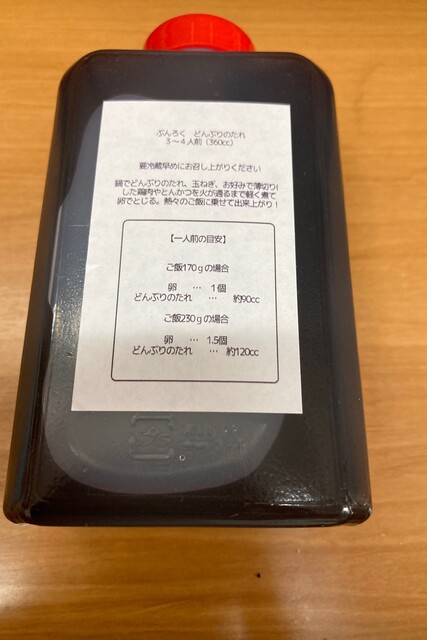 ぶんろく どんぶりのたれ
3～4人前（360cc）
要冷蔵早めにお召し上がりください
鍋でどんぶりのたれ、玉ねぎ、お好みで薄切り
した鶏肉やとんかつを火が通るまで軽く煮て
卵でとじる。熱々のご飯に乗せて出来上がり！
【一人前の目安】
ご飯170ｇの場合
卵 … 1個
どんぶりのたれ … 約90cc
ご飯230ｇの場合
卵 … 1.5個
どんぶりのたれ … 約120cc